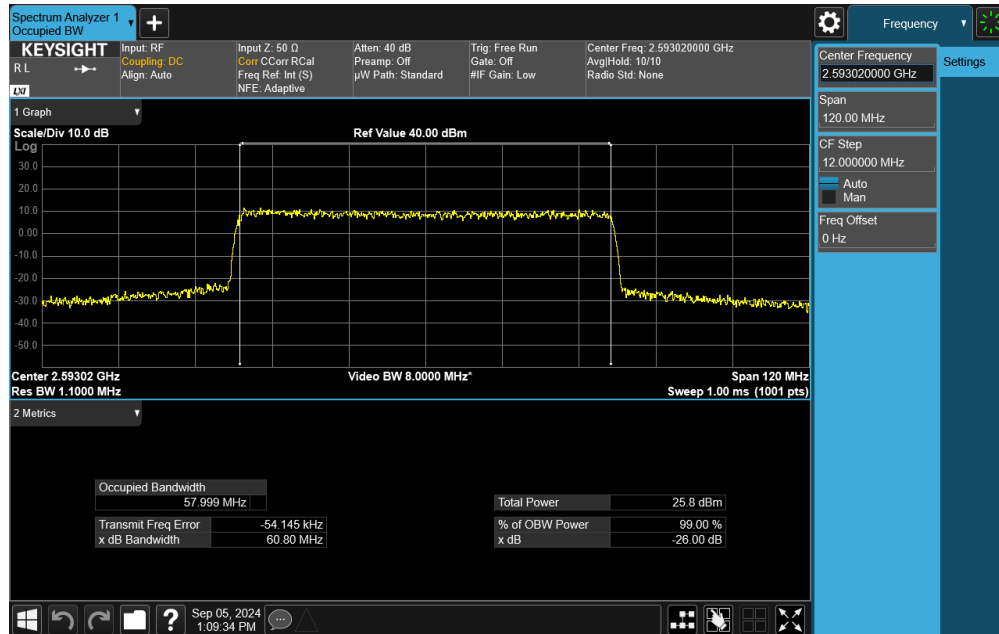 Spectrum Analyzer 1
Occupied BW
Frequency
KEYSIGHT
R L
LXI
Input: RF
Coupling: DC
Align: Auto
Input Z: 50 Ω
Corr CCorr RCal
Freq Ref: Int (S)
NFE: Adaptive
Atten: 40 dB
Preamp: Off
µW Path: Standard
Trig: Free Run
Gate: Off
#IF Gain: Low
Center Freq: 2.593020000 GHz
Avg|Hold: 10/10
Radio Std: None
Center Frequency
2.593020000 GHz
Settings
Span
120.00 MHz
CF Step
12.000000 MHz
Auto
Man
Freq Offset
0 Hz
1 Graph
Scale/Div 10.0 dB
Ref Value 40.00 dBm
Log
30.0
20.0
10.0
0.00
-10.0
-20.0
-30.0
-40.0
-50.0
Center 2.59302 GHz
Video BW 8.0000 MHz*
Span 120 MHz
Res BW 1.1000 MHz
Sweep 1.00 ms (1001 pts)
2 Metrics
Occupied Bandwidth
57.999 MHz
Total Power 25.8 dBm
Transmit Freq Error -54.145 kHz
% of OBW Power 99.00 %
x dB Bandwidth 60.80 MHz
x dB -26.00 dB
?
Sep 05, 2024
1:09:34 PM